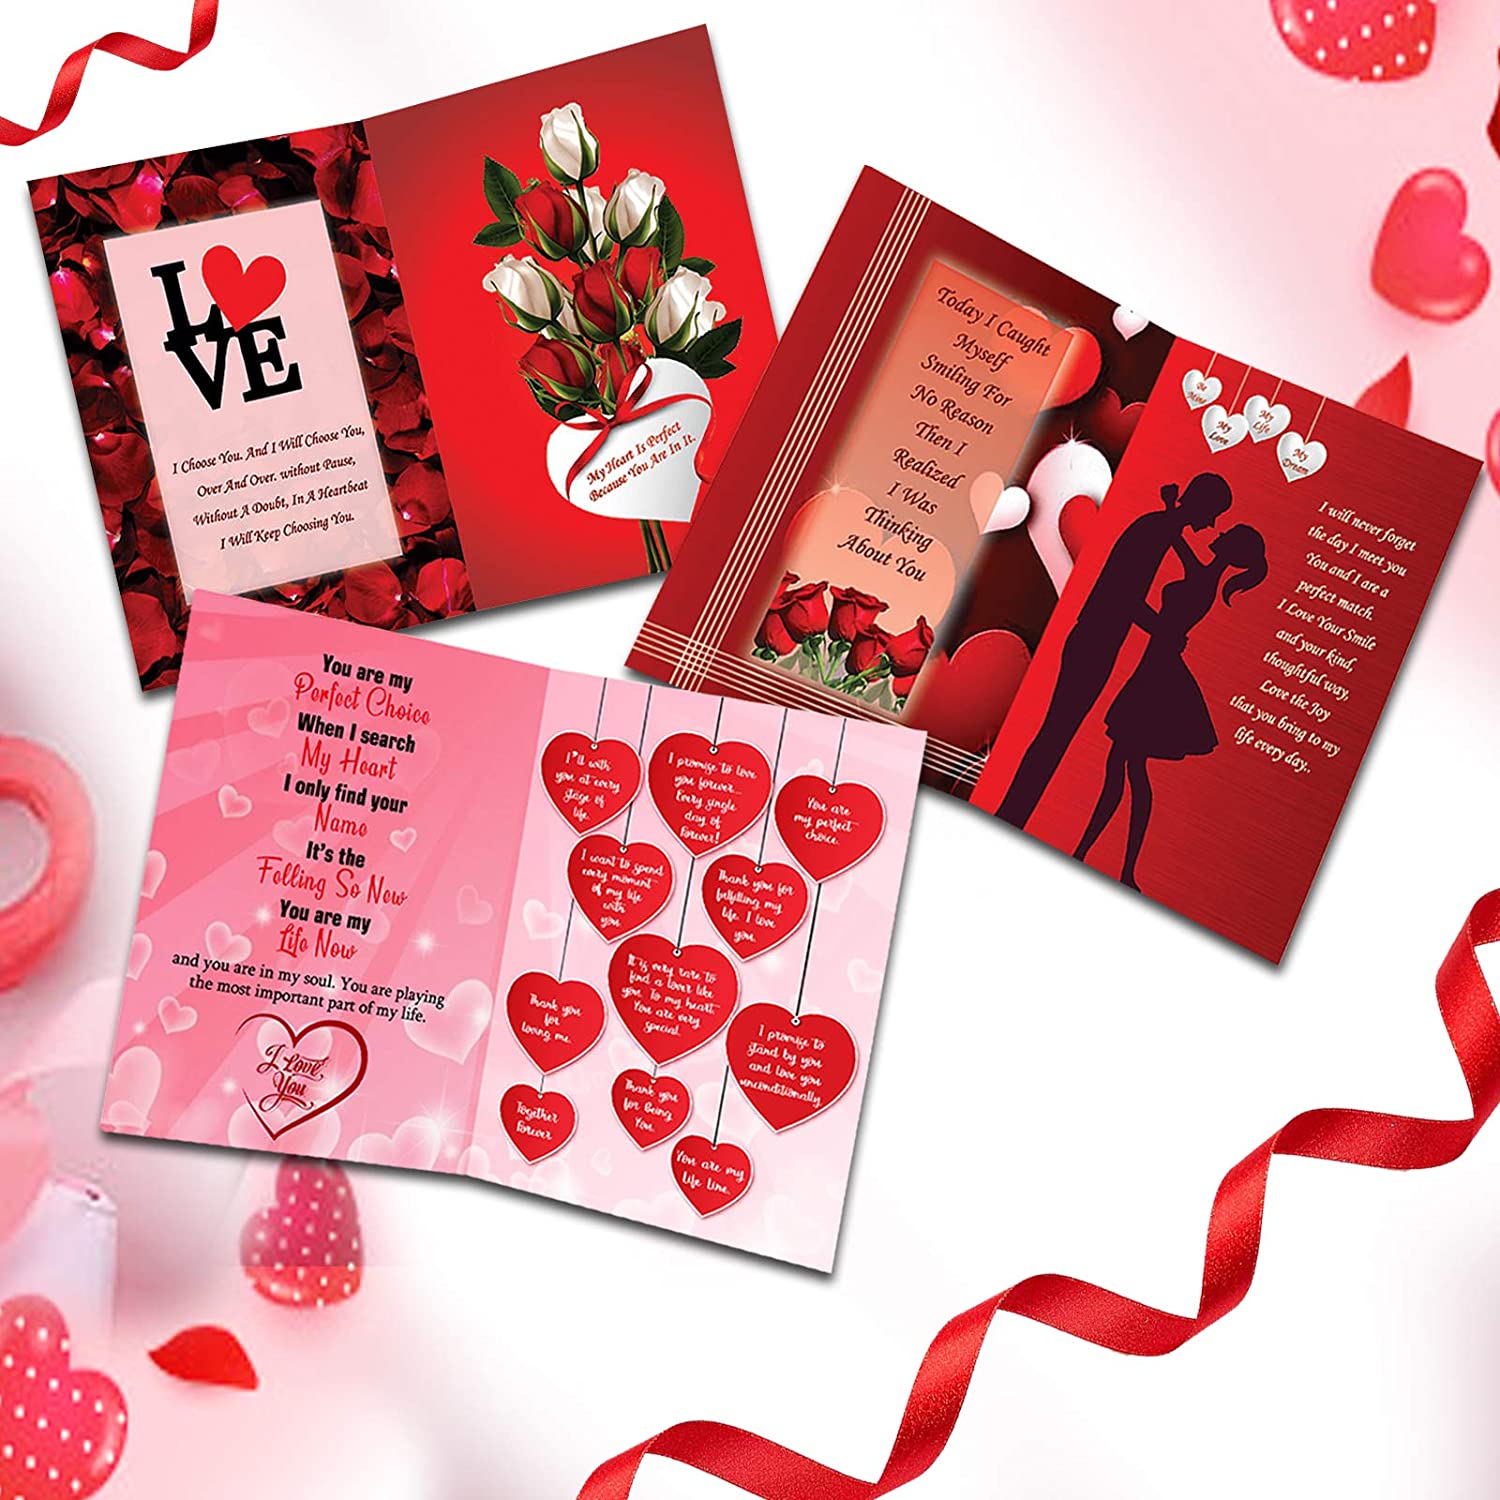 LOVE
I Choose You. And I Will Choose You,
Over And Over. without Pause,
Without A Doubt, In A Heartbeat
I Will Keep Choosing You.
My Heart Is Perfect
Because You Are In It.
Today I Caught
Myself
Smiling For
No Reason
Then I
Realized
I Was
Thinking
About You
Be
Mine
My
Love
My
Life
My
Dream
I will never forget
the day I meet you
You and I are a
perfect match.
I Love Your Smile
and your kind,
thoughtful way,
Love the Joy
that you bring to my
life every day..
You are my
Perfect Choice
When I search
My Heart
I only find your
Name
It's the
Felling So New
You are my
Life Now
and you are in my soul. You are playing
the most important part of my life.
I Love
You
I"ll with
you at every
stage of
life.
I promise to love
you forever...
Every single
day of
forever!
You are
my perfect
choice.
I want to spend
every moment
of my life
with
you.
Thank you for
fulfilling my
life. I love
you.
Thank you
for
loving me.
It is very rare to
find a lover like
you. To my heart
You are very
special.
I promise to
stand by you
and love you
unconditionally.
Together
Forever
Thank you
for Being
You.
You are my
life line.